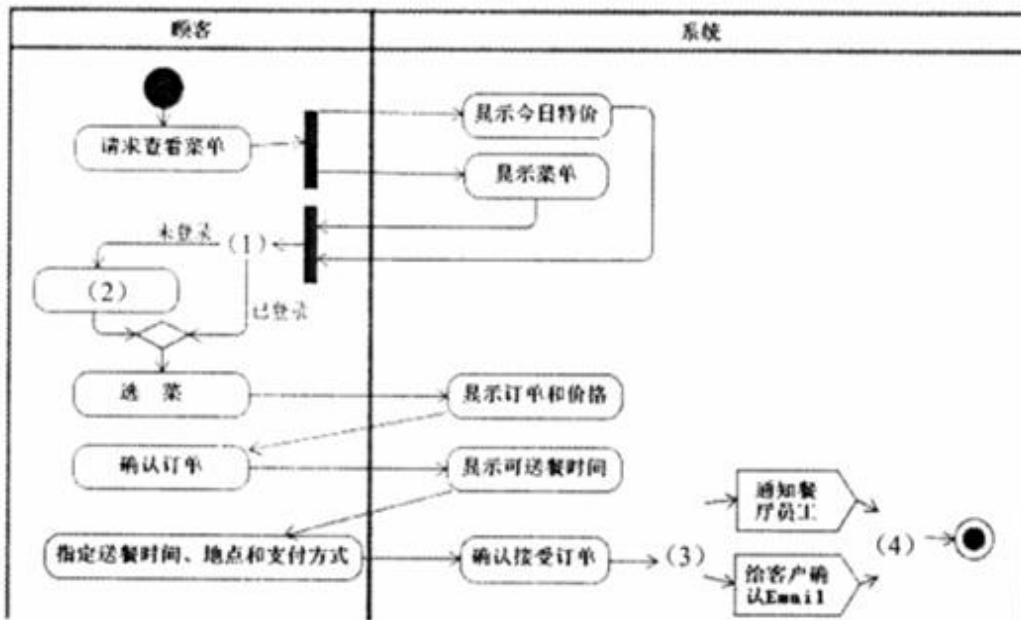 顾客
系统
显示今日特价
请求查看菜单
显示菜单
未登录
(1)
(2)
已登录
选 菜
显示订单和价格
确认订单
显示可送餐时间
通知餐
厅员工
指定送餐时间、地点和支付方式
确认接受订单
(3)
(4)
给客户确
认Email